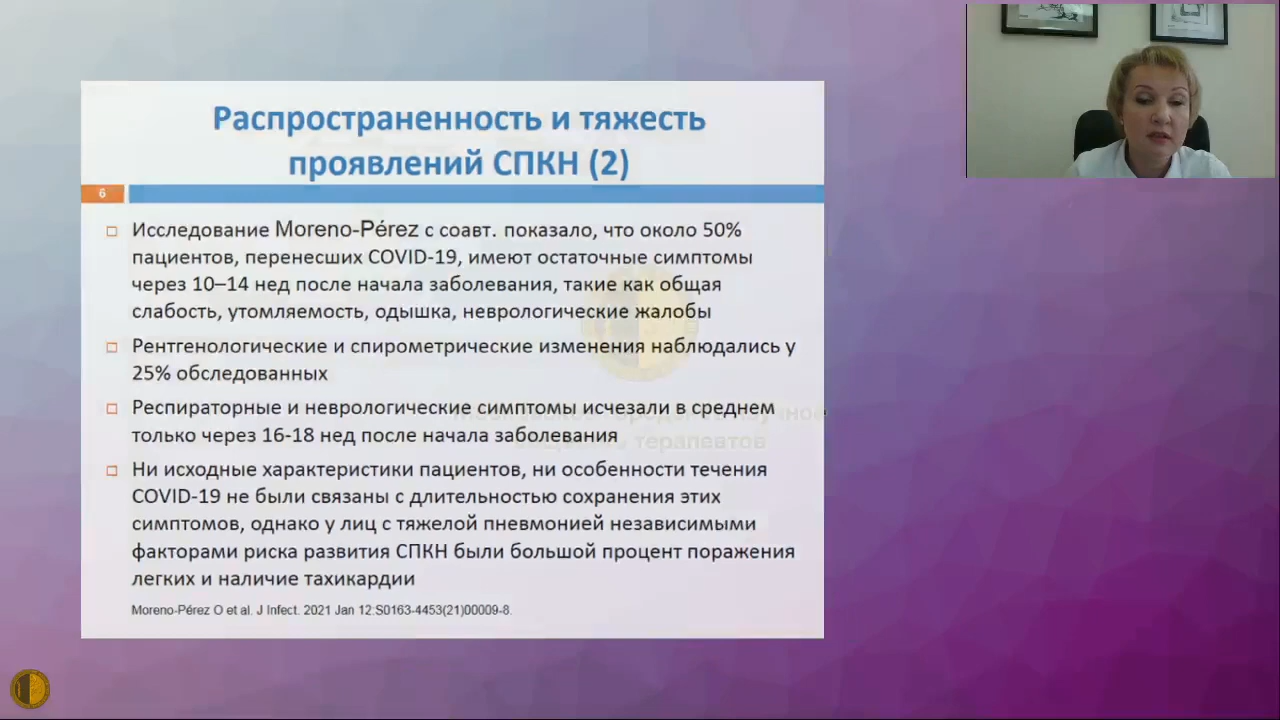 Распространенность и тяжесть
проявлений СПКН (2)
6
Исследование Moreno-Pérez с соавт. показало, что около 50%
пациентов, перенесших COVID-19, имеют остаточные симптомы
через 10–14 нед после начала заболевания, такие как общая
слабость, утомляемость, одышка, неврологические жалобы
Рентгенологические и спирометрические изменения наблюдались у
25% обследованных
Респираторные и неврологические симптомы исчезали в среднем
только через 16-18 нед после начала заболевания
Ни исходные характеристики пациентов, ни особенности течения
COVID-19 не были связаны с длительностью сохранения этих
симптомов, однако у лиц с тяжелой пневмонией независимыми
факторами риска развития СПКН были большой процент поражения
легких и наличие тахикардии
Moreno-Pérez O et al. J Infect. 2021 Jan 12:S0163-4453(21)00009-8.
терапевтов